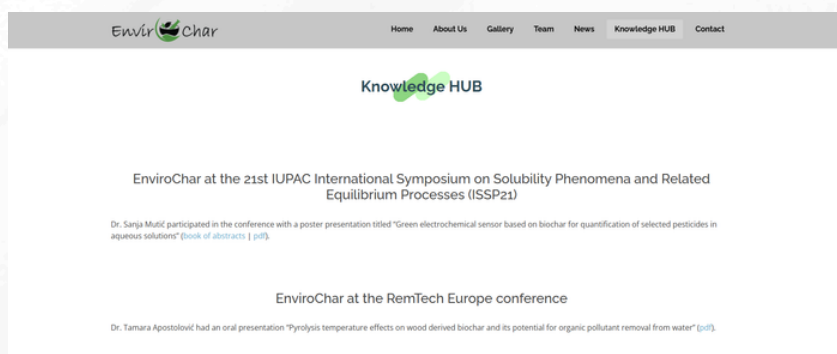 EnviroChar
Home About Us Gallery Team News Knowledge HUB Contact
Knowledge HUB
EnviroChar at the 21st IUPAC International Symposium on Solubility Phenomena and Related
Equilibrium Processes (ISSP21)
Dr. Sanja Mutić participated in the conference with a poster presentation titled “Green electrochemical sensor based on biochar for quantification of selected pesticides in
aqueous solutions” (book of abstracts | pdf).
EnviroChar at the RemTech Europe conference
Dr. Tamara Apostolović had an oral presentation “Pyrolysis temperature effects on wood derived biochar and its potential for organic pollutant removal from water” (pdf).